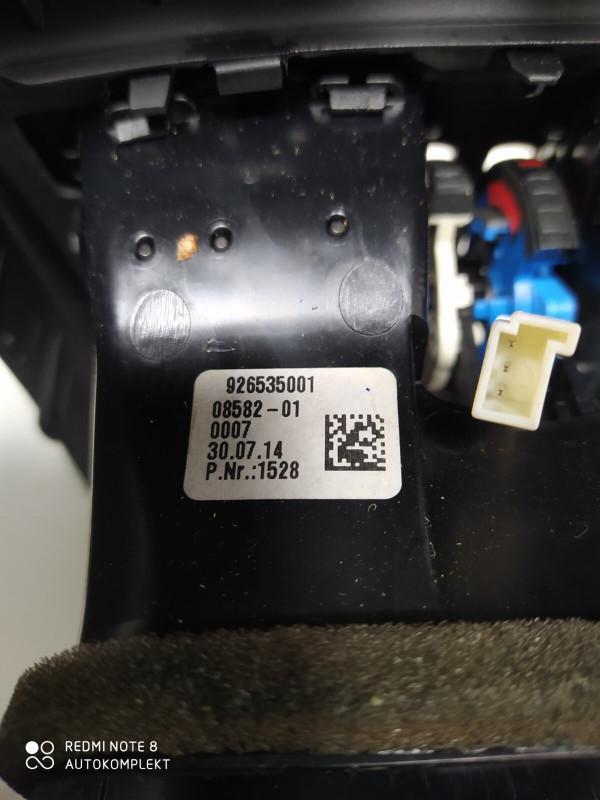 926535001
08582-01
0007
30.07.14
P.Nr.:1528
REDMI NOTE 8
AUTOKOMPLEKT